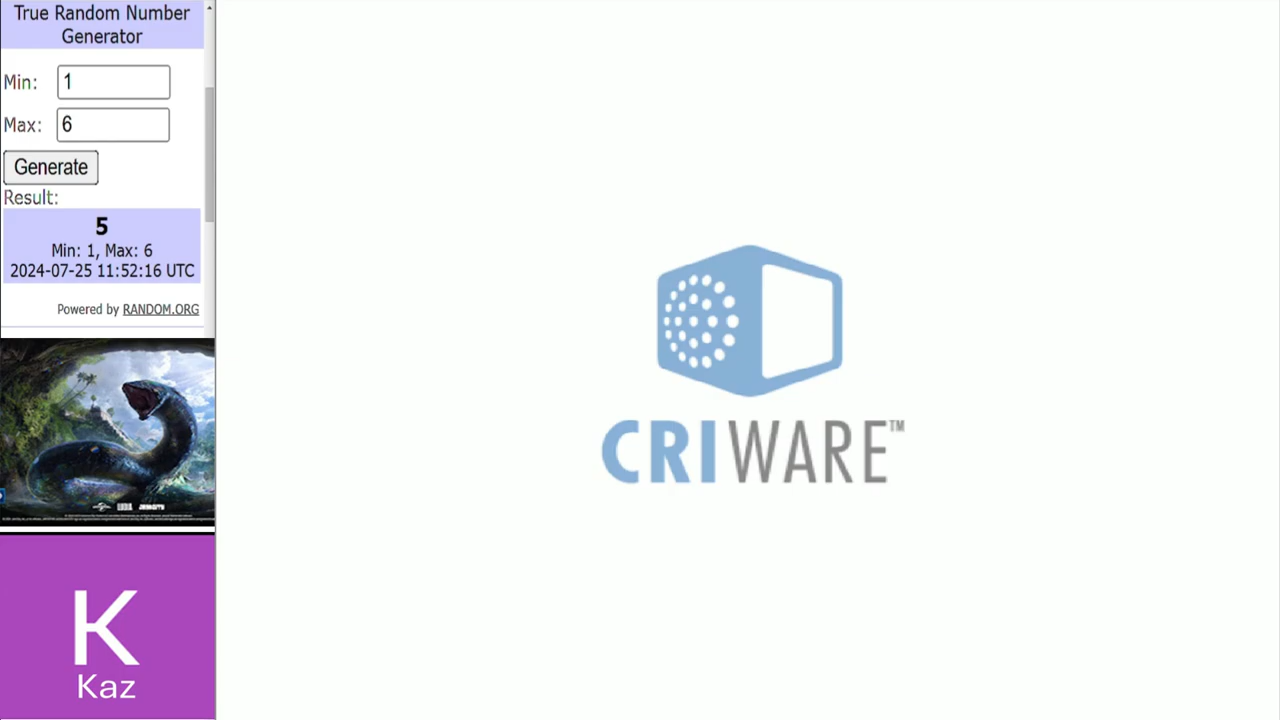 True Random Number
Generator
Min: 1
Max: 6
Generate
Result:
5
Min: 1, Max: 6
2024-07-25 11:52:16 UTC
Powered by RANDOM.ORG
CRIWARE™
K
Kaz